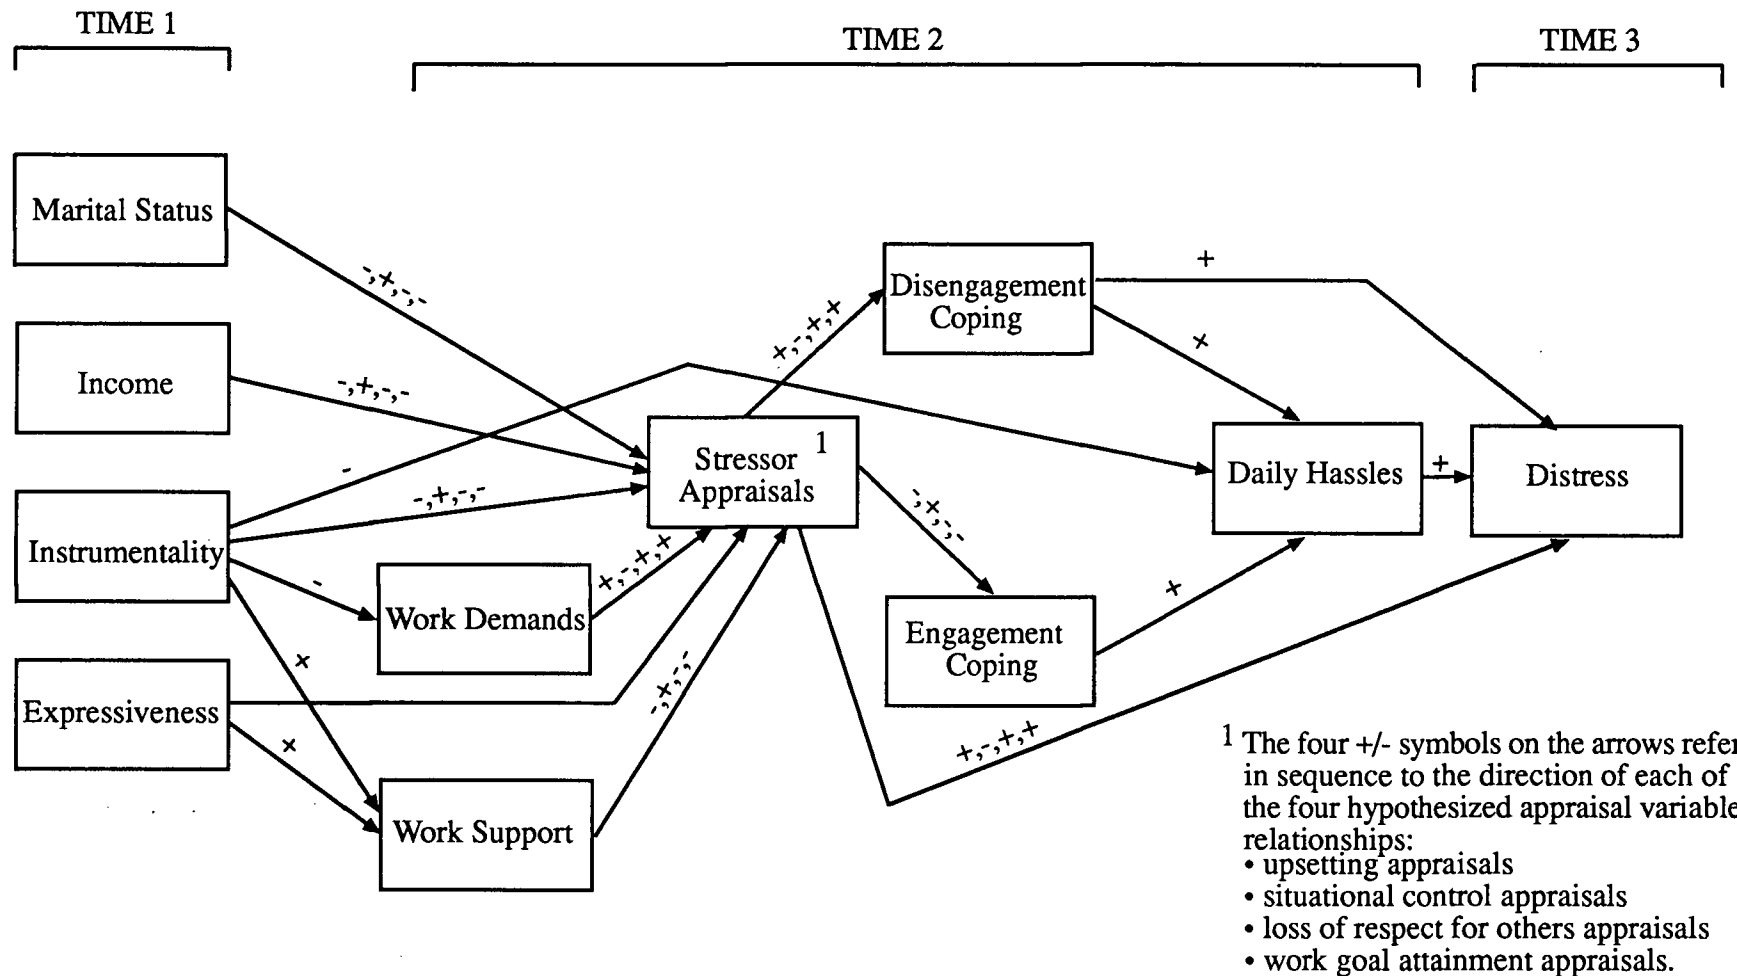 TIME 1
TIME 2
TIME 3
Marital Status
-,+,-,-
Income
-,+,-,-
Instrumentality
-
-,+,-,-
-
+
Expressiveness
+
Work Demands
+,-,+,+
Work Support
-,+,-,-
Stressor 1
Appraisals
+,-,+,+
-,+,-,-
+,-,+,+
Disengagement
Coping
+
+
Engagement
Coping
+
Daily Hassles
+
Distress
1 The four +/- symbols on the arrows refer
in sequence to the direction of each of
the four hypothesized appraisal variable
relationships:
• upsetting appraisals
• situational control appraisals
• loss of respect for others appraisals
• work goal attainment appraisals.